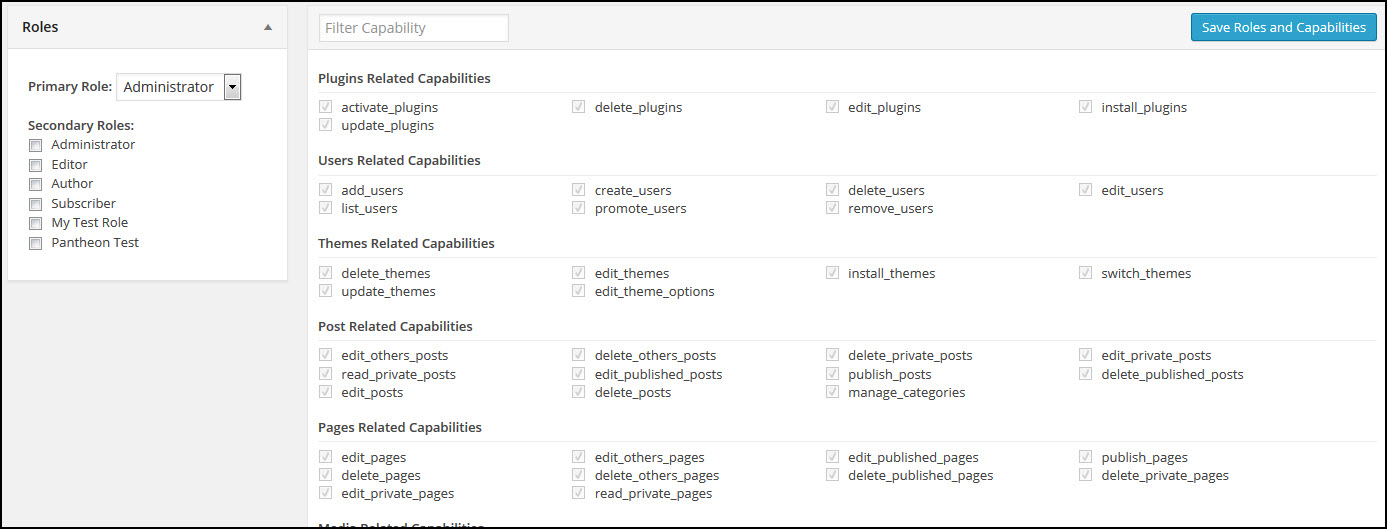 Roles
Primary Role: Administrator
Secondary Roles:
Administrator
Editor
Author
Subscriber
My Test Role
Pantheon Test
Filter Capability
Save Roles and Capabilities
Plugins Related Capabilities
activate_plugins delete_plugins edit_plugins install_plugins
update_plugins
Users Related Capabilities
add_users create_users delete_users edit_users
list_users promote_users remove_users
Themes Related Capabilities
delete_themes edit_themes install_themes switch_themes
update_themes edit_theme_options
Post Related Capabilities
edit_others_posts delete_others_posts delete_private_posts edit_private_posts
read_private_posts edit_published_posts publish_posts delete_published_posts
edit_posts delete_posts manage_categories
Pages Related Capabilities
edit_pages edit_others_pages edit_published_pages publish_pages
delete_pages delete_others_pages delete_published_pages delete_private_pages
edit_private_pages read_private_pages
Media Related Capabilities